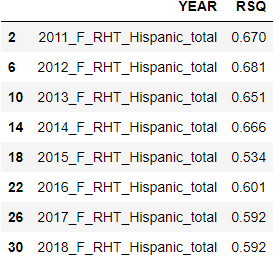 YEAR RSQ
2 2011_F_RHT_Hispanic_total 0.670
6 2012_F_RHT_Hispanic_total 0.681
10 2013_F_RHT_Hispanic_total 0.651
14 2014_F_RHT_Hispanic_total 0.666
18 2015_F_RHT_Hispanic_total 0.534
22 2016_F_RHT_Hispanic_total 0.601
26 2017_F_RHT_Hispanic_total 0.592
30 2018_F_RHT_Hispanic_total 0.592